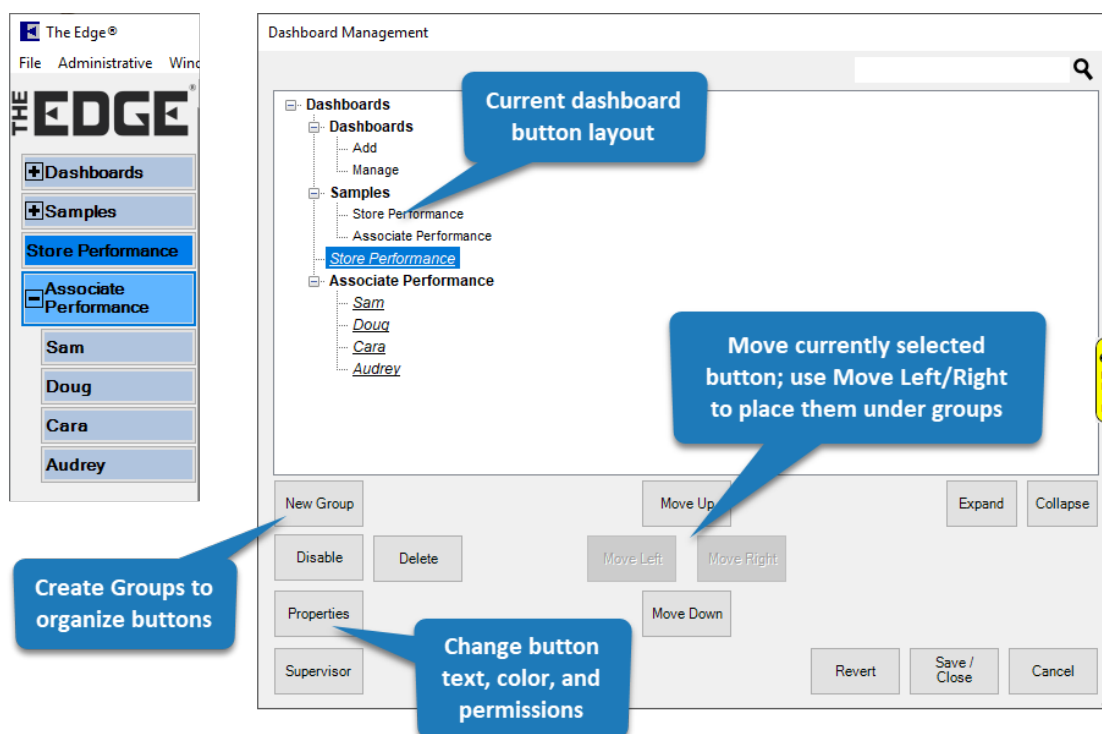 The Edge®
File Administrative Wind
THE EDGE®
Dashboards
Samples
Store Performance
Associate
Performance
Sam
Doug
Cara
Audrey
Dashboard Management
Dashboards
Dashboards
Add
Manage
Samples
Store Performance
Associate Performance
Store Performance
Associate Performance
Sam
Doug
Cara
Audrey
Current dashboard
button layout
Move currently selected
button; use Move Left/Right
to place them under groups
New Group
Move Up
Expand
Collapse
Disable
Delete
Move Left
Move Right
Create Groups to
organize buttons
Properties
Move Down
Change button
text, color, and
permissions
Supervisor
Revert
Save /
Close
Cancel